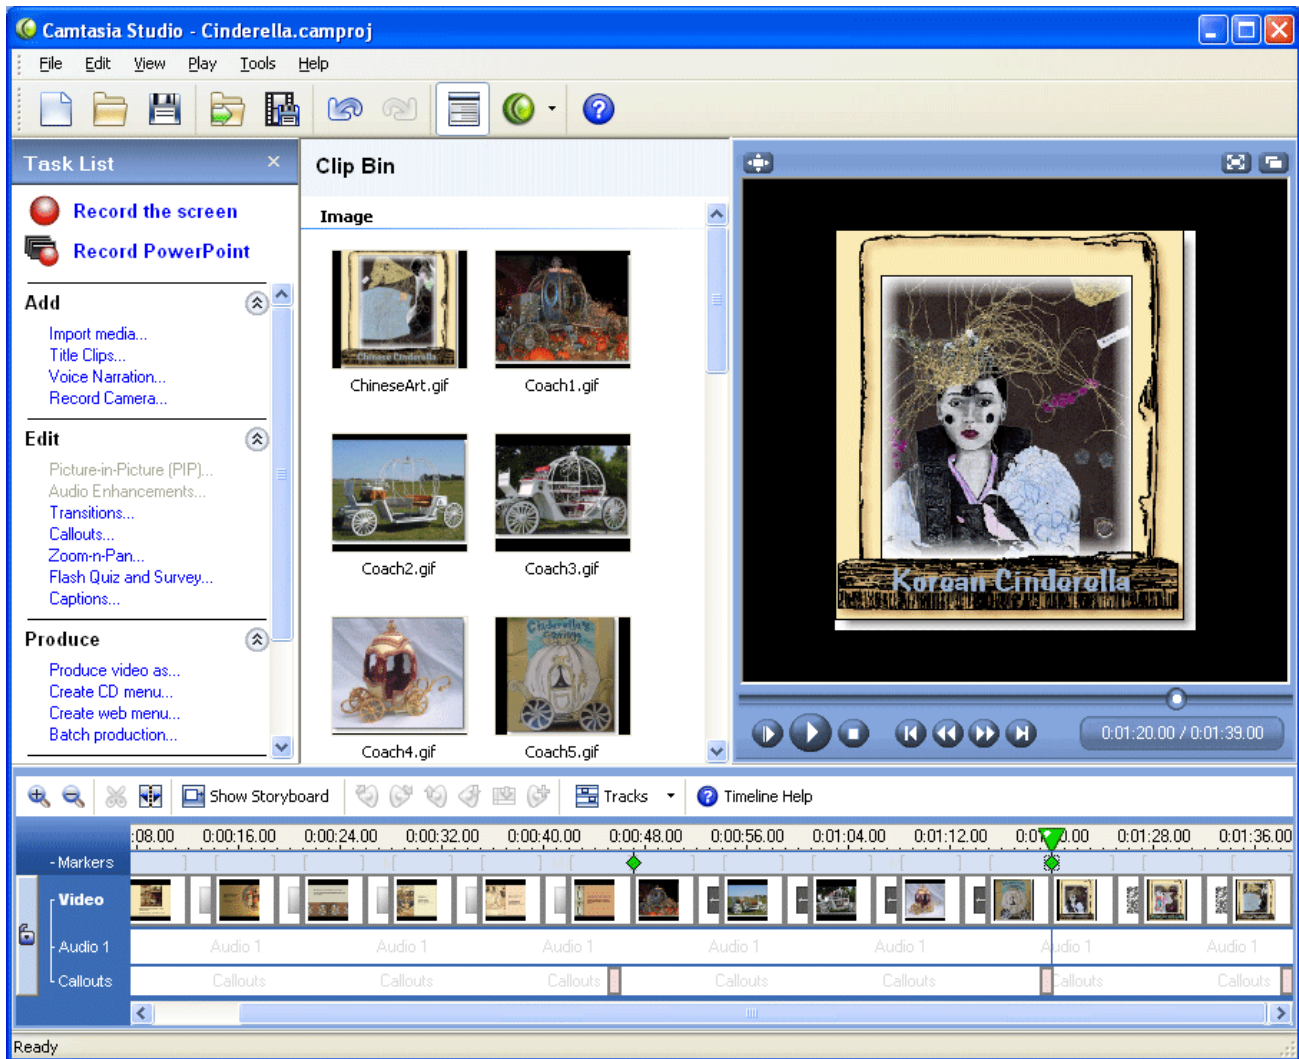 Camtasia Studio - Cinderella.camproj
File Edit View Play Tools Help
Task List
Record the screen
Record PowerPoint
Add
Import media...
Title Clips...
Voice Narration...
Record Camera...
Edit
Picture-in-Picture (PIP)...
Audio Enhancements...
Transitions...
Callouts...
Zoom-n-Pan...
Flash Quiz and Survey...
Captions...
Produce
Produce video as...
Create CD menu...
Create web menu...
Batch production...
Clip Bin
Image
Chinese Cinderella
ChineseArt.gif Coach1.gif
Coach2.gif Coach3.gif
Cinderella's
Coach4.gif Coach5.gif
Korean Cinderella
0:01:20.00 / 0:01:39.00
Show Storyboard Tracks Timeline Help
:08.00 0:00:16.00 0:00:24.00 0:00:32.00 0:00:40.00 0:00:48.00 0:00:56.00 0:01:04.00 0:01:12.00 0:01:28.00 0:01:36.00
- Markers
Video
Audio 1 Audio 1 Audio 1 Audio 1 Audio 1 Audio 1 Audio 1 Audio 1
Callouts Callouts Callouts Callouts Callouts Callouts Callouts Callouts
Ready